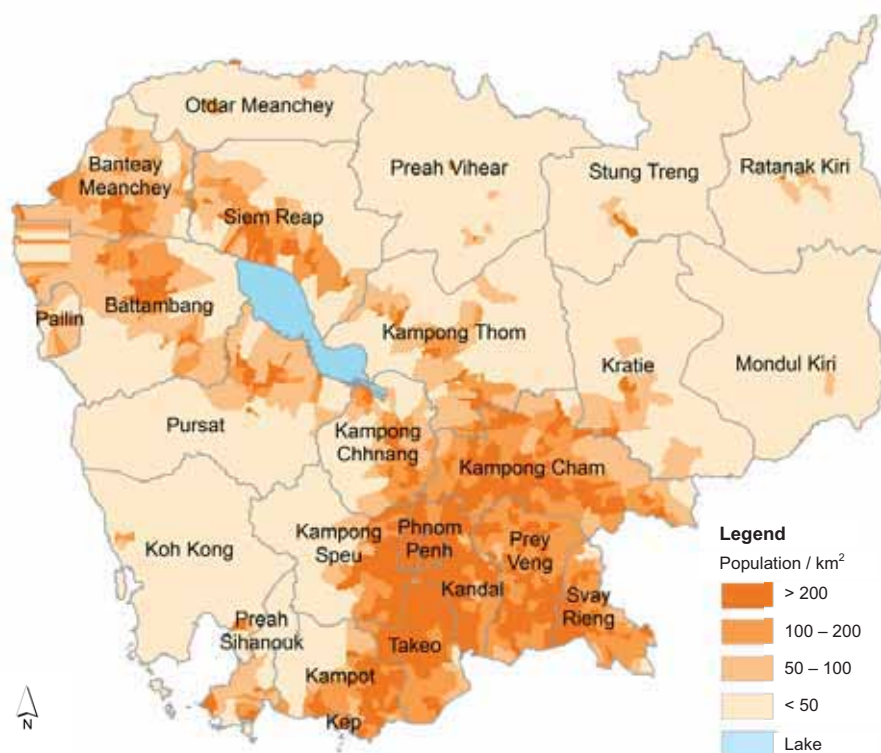 Otdar Meanchey
Banteay
Meanchey
Preah Vihear
Stung Treng
Ratanak Kiri
Siem Reap
Battambang
Pailin
Kampong Thom
Kratie
Mondul Kiri
Pursat
Kampong
Chhnang
Kampong Cham
Koh Kong
Kampong
Speu
Phnom
Penh
Prey
Veng
Kandal
Svay
Rieng
Preah
Sihanouk
Takeo
Kampot
Kep
N
Legend
Population / km²
> 200
100 – 200
50 – 100
< 50
Lake